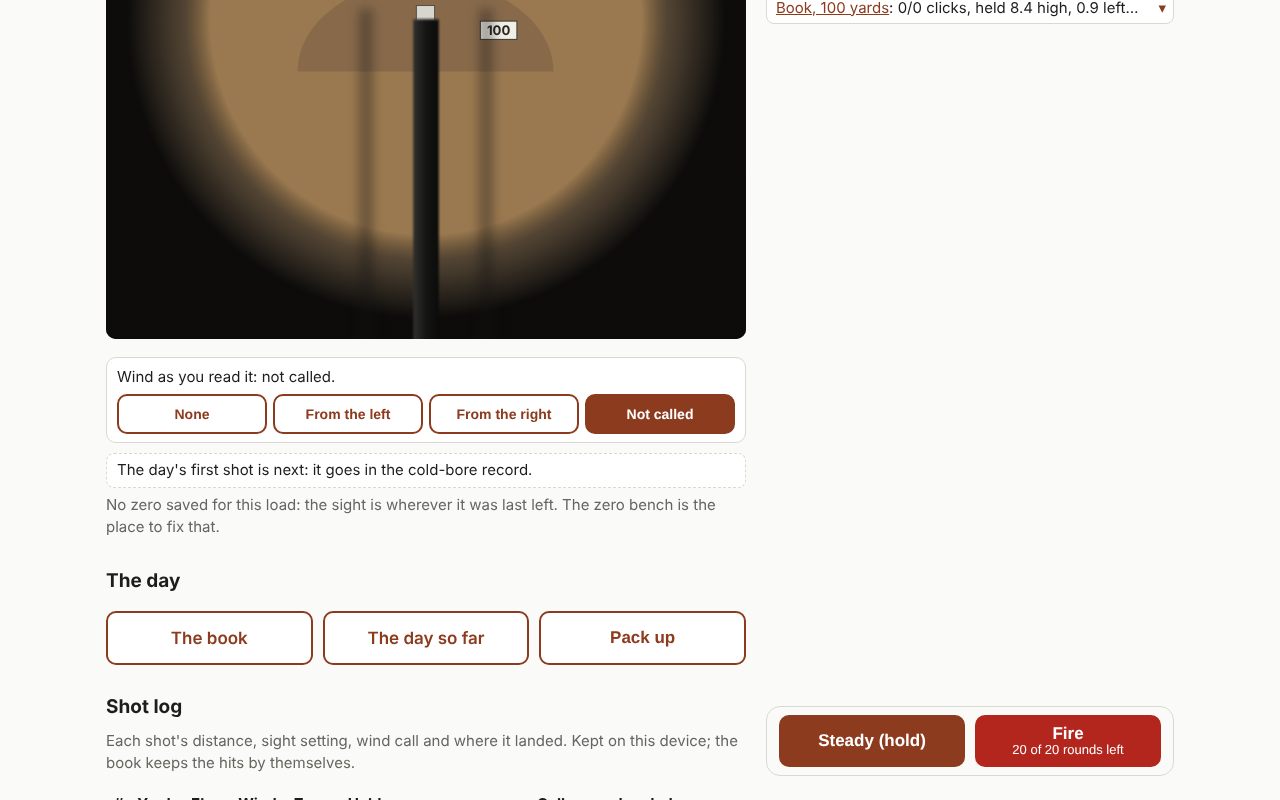 Book, 100 yards: 0/0 clicks, held 8.4 high, 0.9 left... ▾
100
Wind as you read it: not called.
None
From the left
From the right
Not called
The day's first shot is next: it goes in the cold-bore record.
No zero saved for this load: the sight is wherever it was last left. The zero bench is the
place to fix that.
The day
The book
The day so far
Pack up
Shot log
Each shot's distance, sight setting, wind call and where it landed. Kept on this device; the
book keeps the hits by themselves.
Steady (hold)
Fire
20 of 20 rounds left